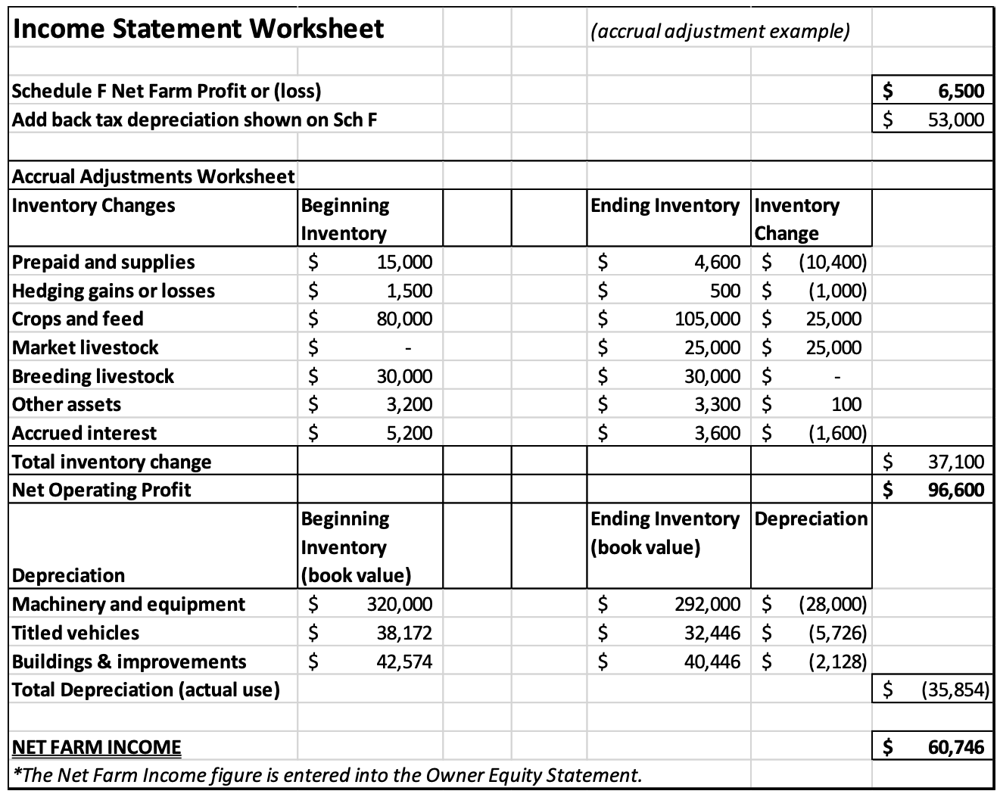 Income Statement Worksheet (accrual adjustment example)
Schedule F Net Farm Profit or (loss) $ 6,500
Add back tax depreciation shown on Sch F $ 53,000
Accrual Adjustments Worksheet
Inventory Changes Beginning Inventory Ending Inventory Inventory Change
Prepaid and supplies $ 15,000 $ 4,600 $ (10,400)
Hedging gains or losses $ 1,500 $ 500 $ (1,000)
Crops and feed $ 80,000 $ 105,000 $ 25,000
Market livestock $ - $ 25,000 $ 25,000
Breeding livestock $ 30,000 $ 30,000 $ -
Other assets $ 3,200 $ 3,300 $ 100
Accrued interest $ 5,200 $ 3,600 $ (1,600)
Total inventory change $ 37,100
Net Operating Profit $ 96,600
Depreciation Beginning Inventory (book value) Ending Inventory (book value) Depreciation
Machinery and equipment $ 320,000 $ 292,000 $ (28,000)
Titled vehicles $ 38,172 $ 32,446 $ (5,726)
Buildings & improvements $ 42,574 $ 40,446 $ (2,128)
Total Depreciation (actual use) $ (35,854)
NET FARM INCOME $ 60,746
*The Net Farm Income figure is entered into the Owner Equity Statement.